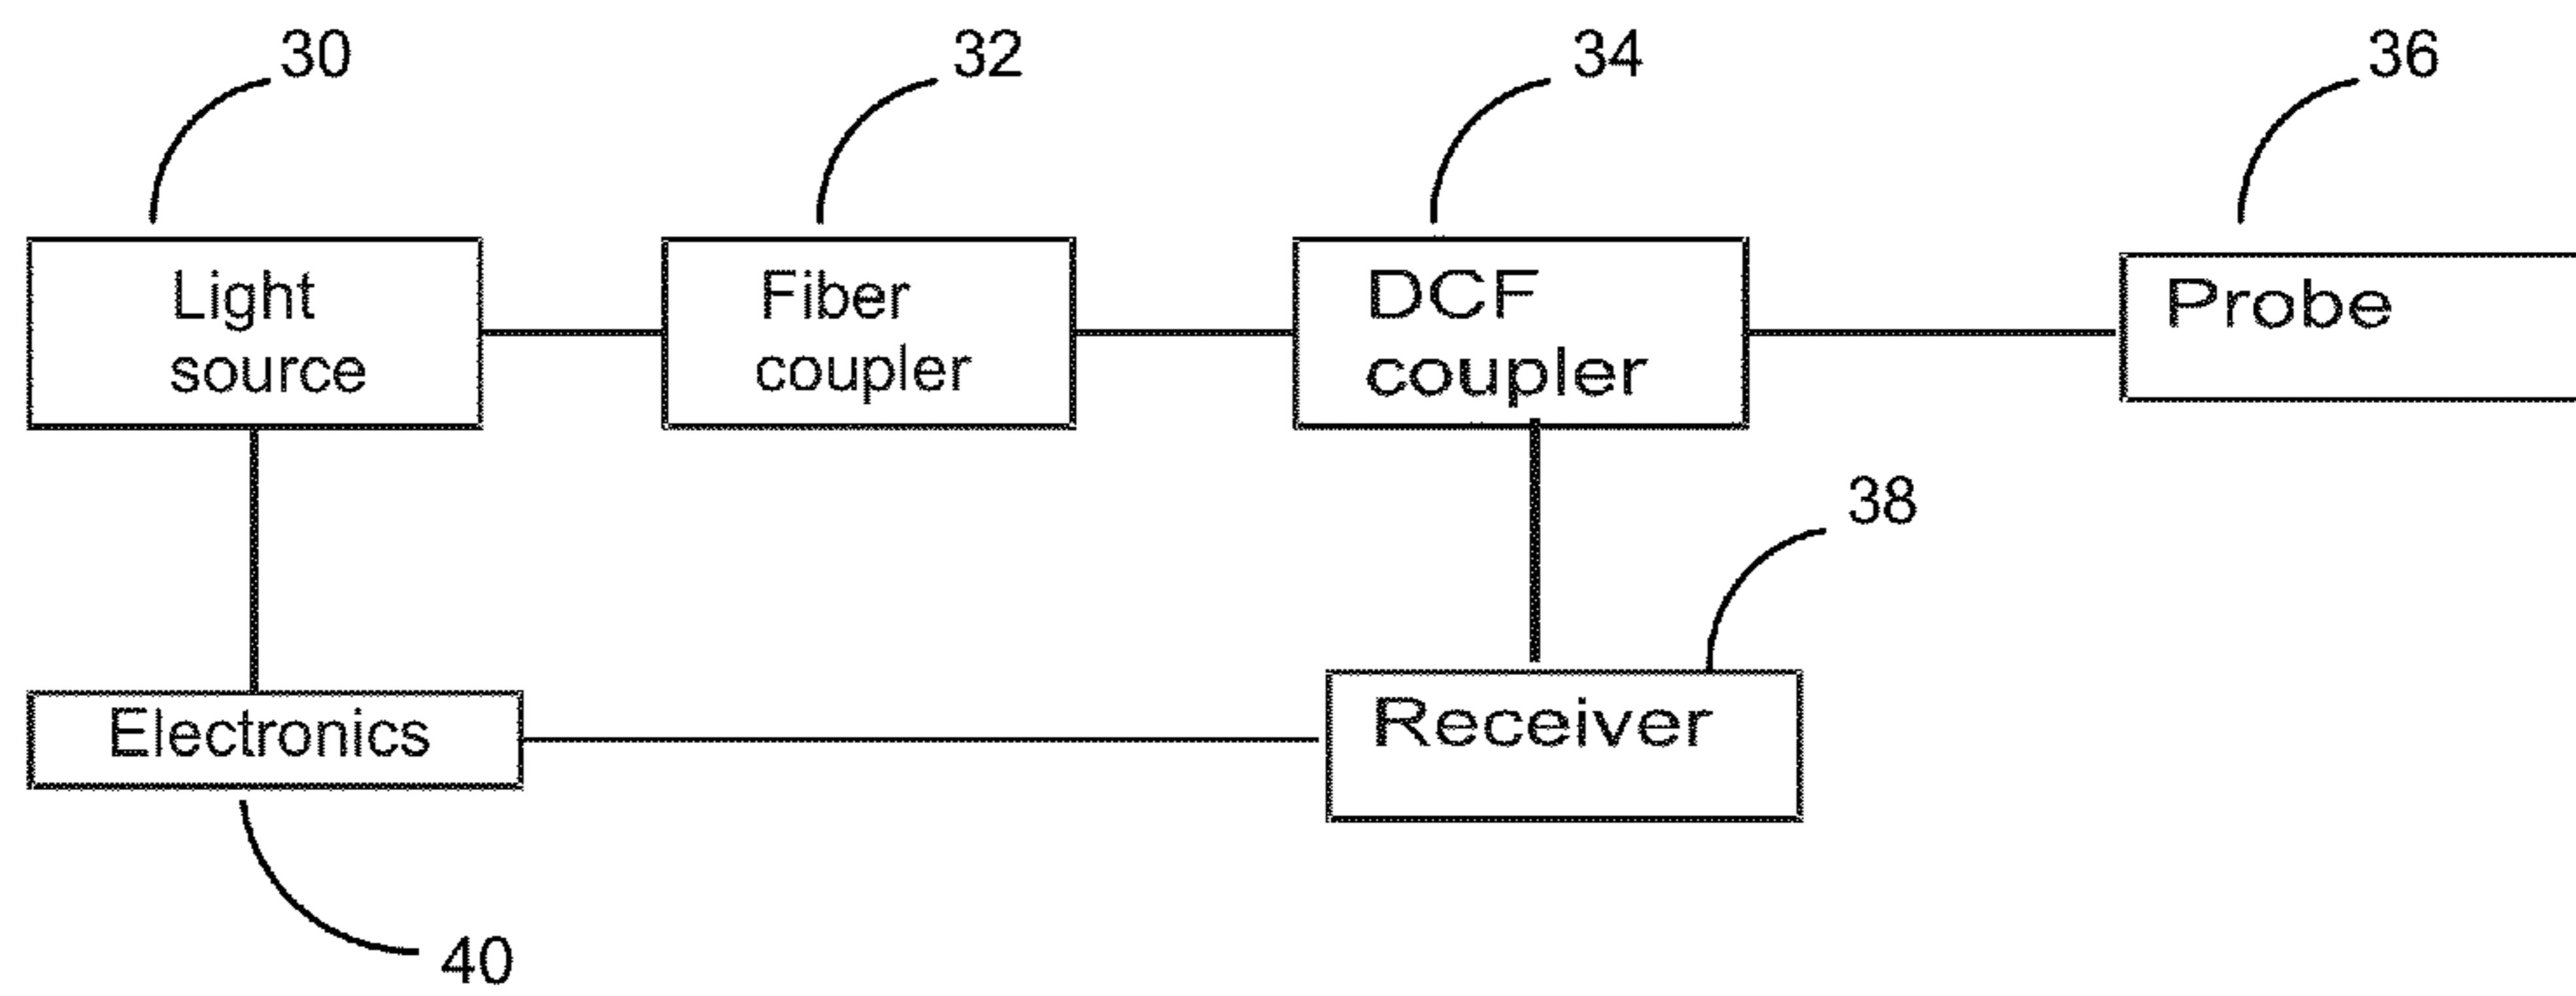 30
32
34
36
Light
source
Fiber
coupler
DCF
coupler
Probe
38
Electronics
Receiver
40